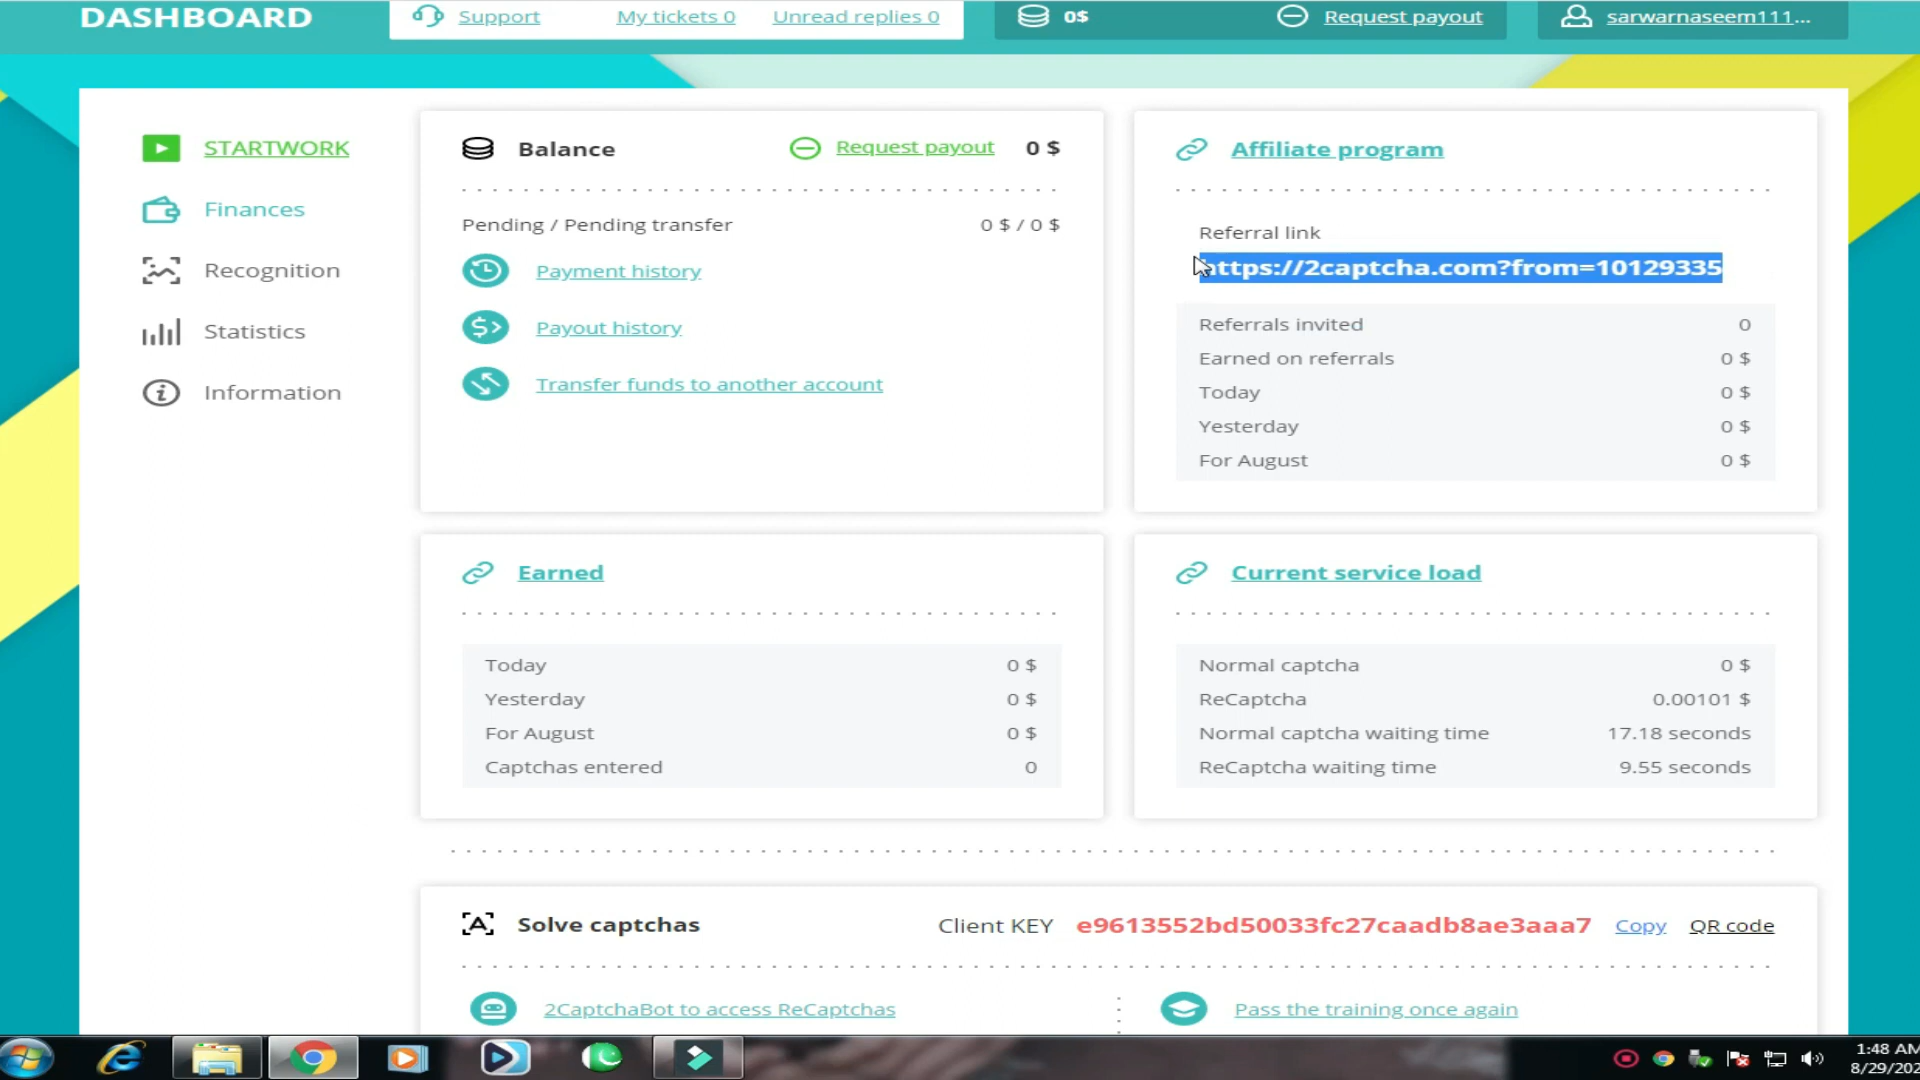 DASHBOARD
Support
My tickets 0
Unread replies 0
0$
Request payout
sarwarnaseem111...
STARTWORK
Finances
Recognition
Statistics
Information
Balance
Request payout
0 $
Pending / Pending transfer
0 $ / 0 $
Payment history
Payout history
Transfer funds to another account
Affiliate program
Referral link
https://2captcha.com?from=10129335
Referrals invited 0
Earned on referrals 0 $
Today 0 $
Yesterday 0 $
For August 0 $
Earned
Today 0 $
Yesterday 0 $
For August 0 $
Captchas entered 0
Current service load
Normal captcha 0 $
ReCaptcha 0.00101 $
Normal captcha waiting time 17.18 seconds
ReCaptcha waiting time 9.55 seconds
Solve captchas
Client KEY e9613552bd50033fc27caadb8ae3aaa7 Copy QR code
2CaptchaBot to access ReCaptchas
Pass the training once again
1:48 AM
8/29/202